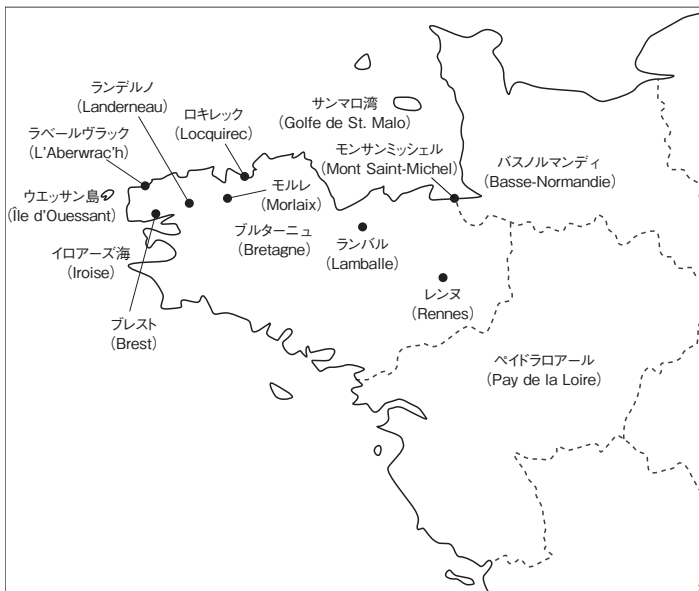 ランデルノ
(Landerneau)
ロキレック
(Locquirec)
サンマロ湾
(Golfe de St. Malo)
ラベールヴラック
(L'Aberwrac'h)
モンサンミッシェル
(Mont Saint-Michel)
バスノルマンディ
(Basse-Normandie)
ウエッサン島
(Île d'Ouessant)
モルレ
(Morlaix)
ブルターニュ
(Bretagne)
ランバル
(Lamballe)
イロアーズ海
(Iroise)
レンヌ
(Rennes)
ブレスト
(Brest)
ペイドラロアール
(Pay de la Loire)